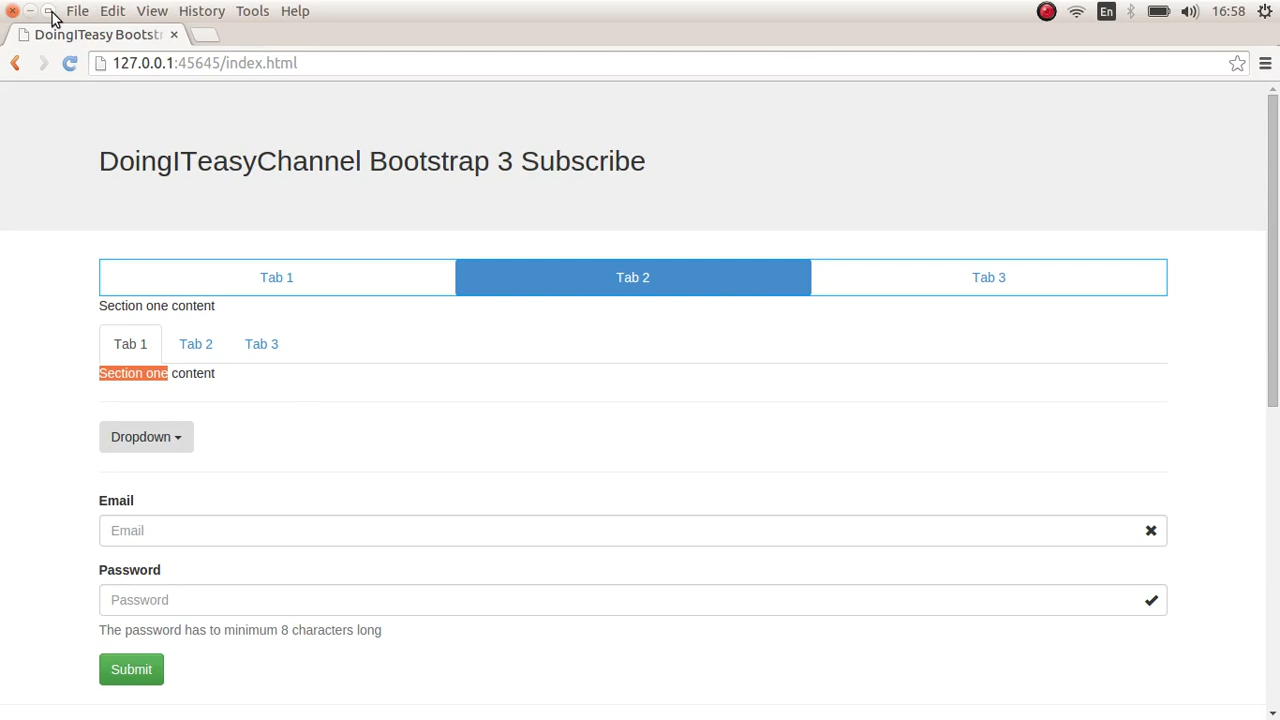 File Edit View History Tools Help En 16:58
DoingITeasy Bootstr
127.0.0.1:45645/index.html
DoingITeasyChannel Bootstrap 3 Subscribe
Tab 1 Tab 2 Tab 3
Section one content
Tab 1 Tab 2 Tab 3
Section one content
Dropdown
Email
Email
Password
Password
The password has to minimum 8 characters long
Submit